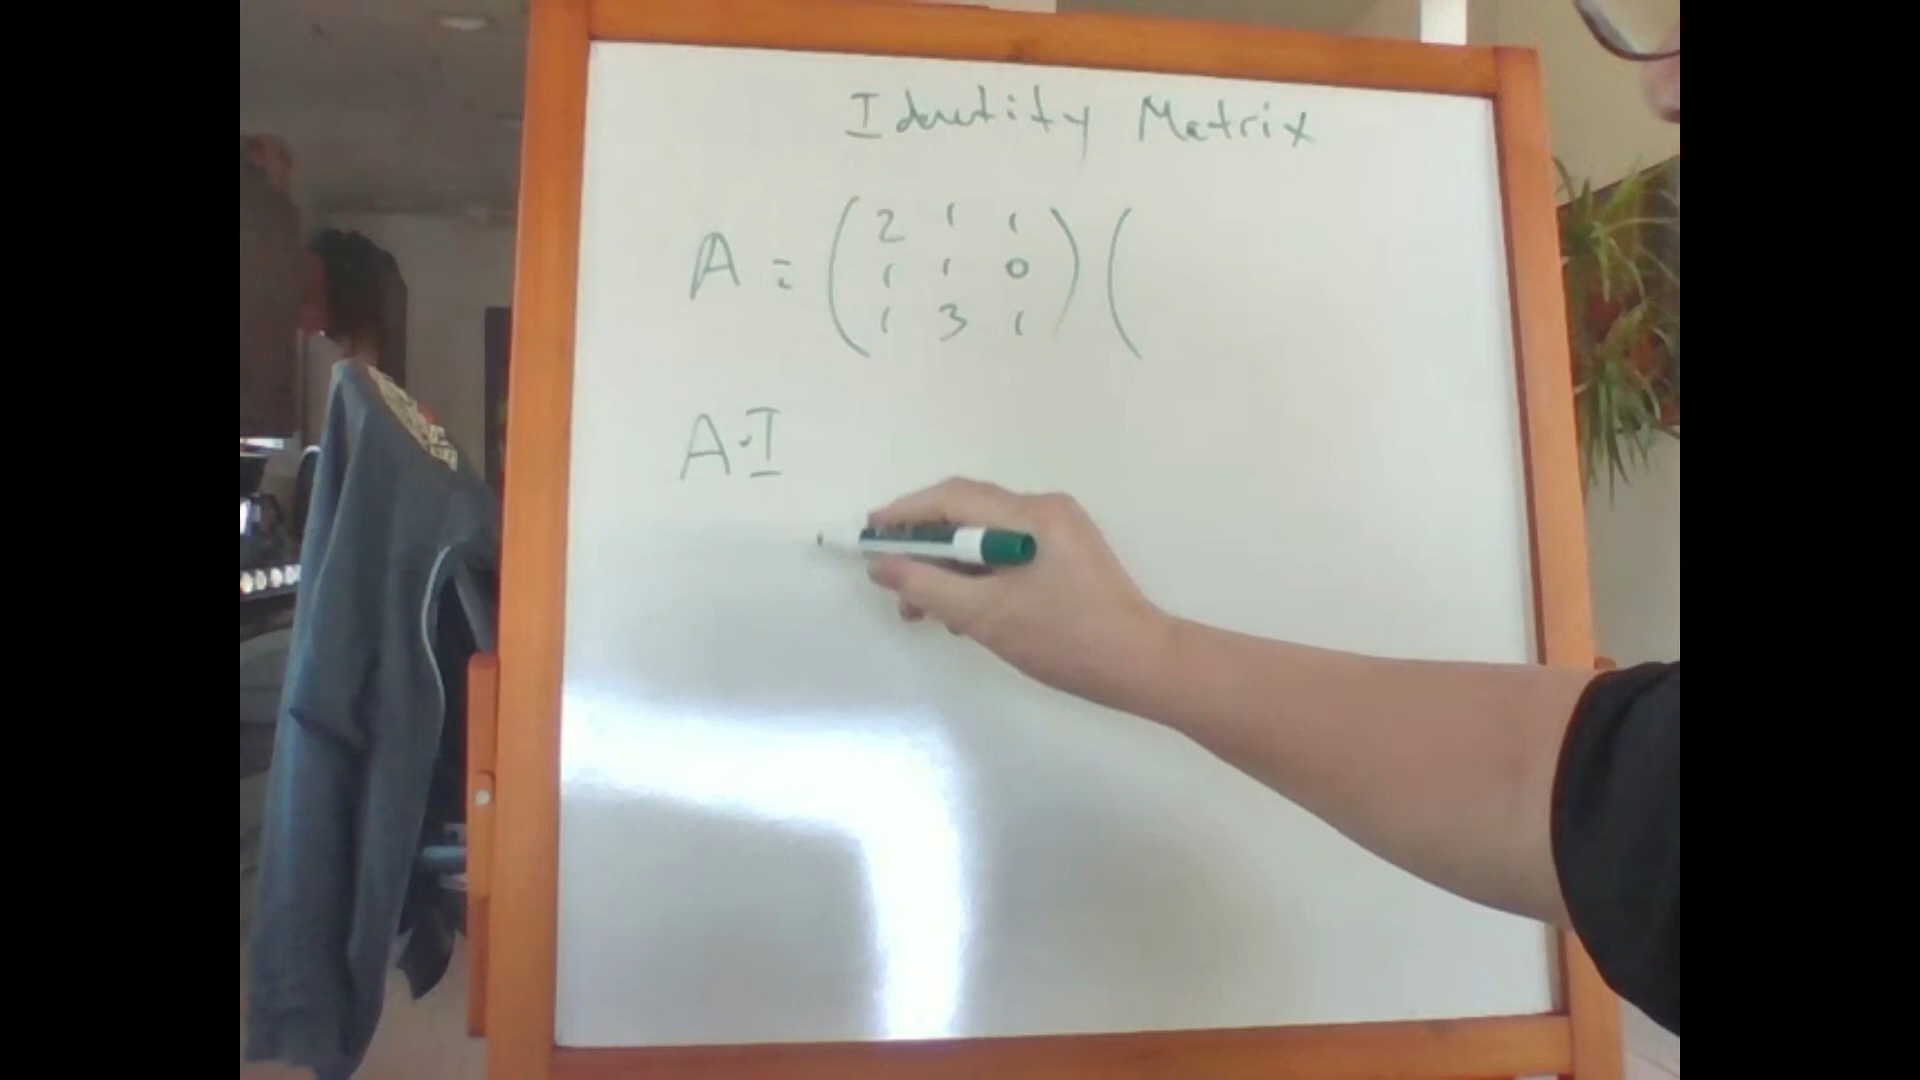 Identity Matrix
A = ( 2 1 1 ) (
1 1 0
1 3 1
A·I